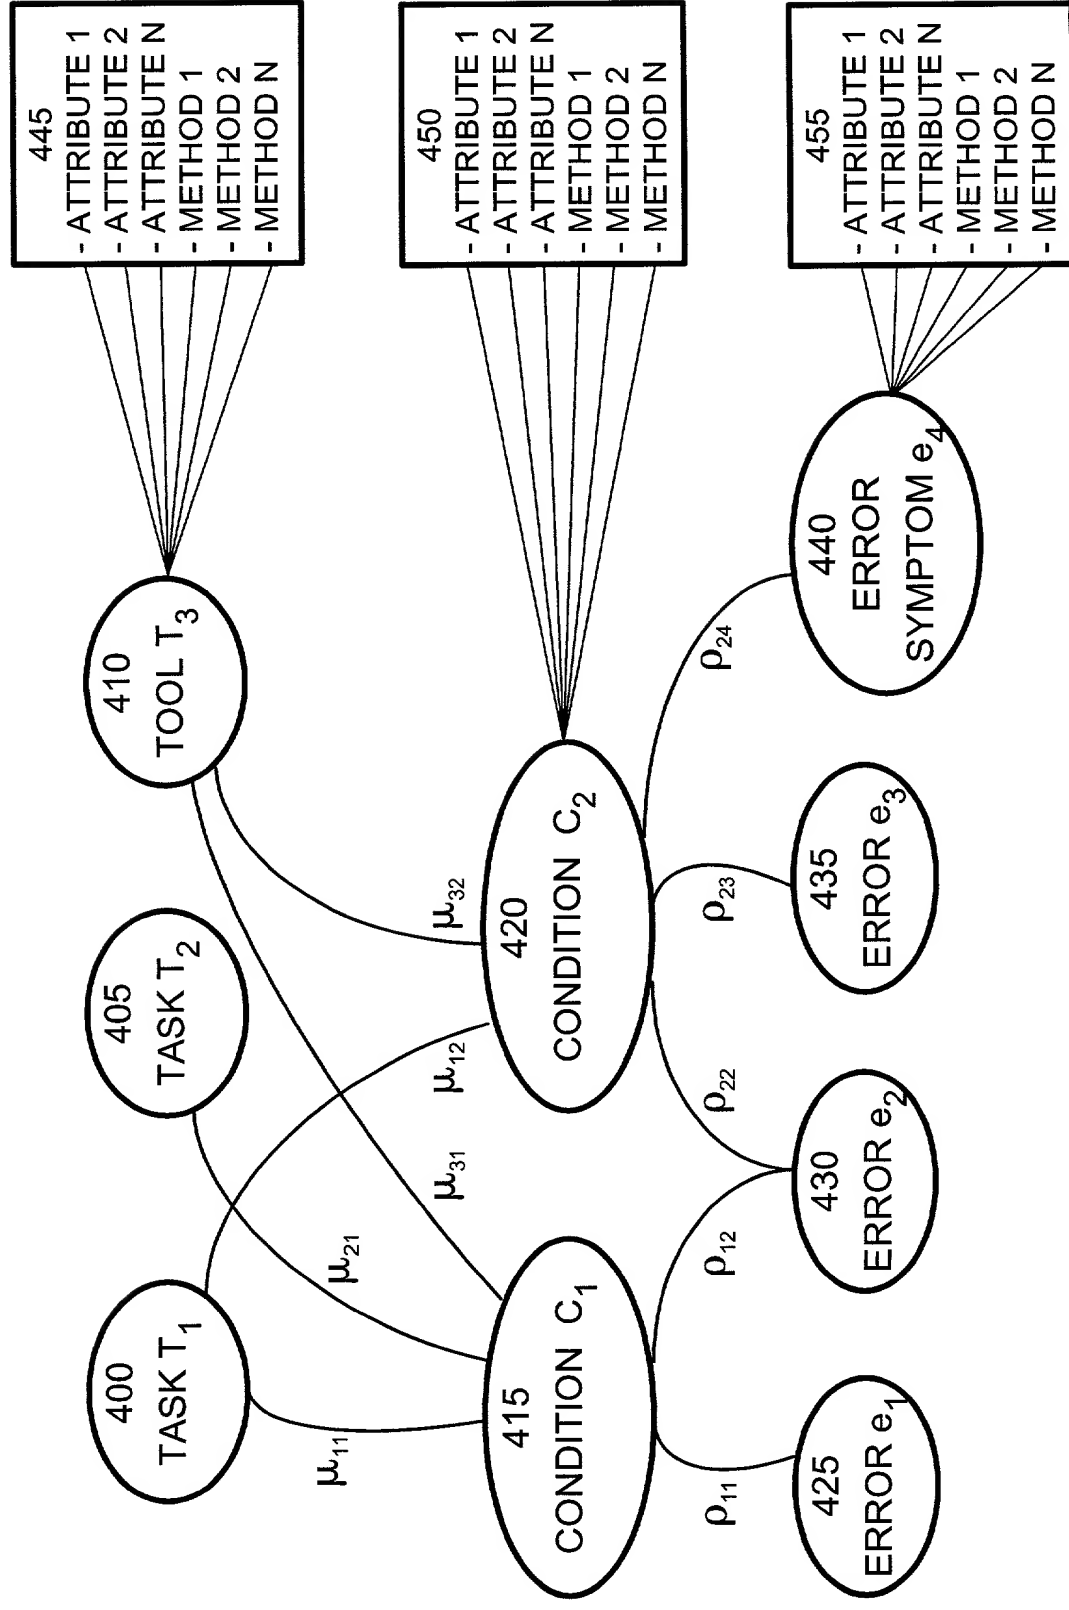 400
TASK T₁
405
TASK T₂
410
TOOL T₃
445
- ATTRIBUTE 1
- ATTRIBUTE 2
- ATTRIBUTE N
- METHOD 1
- METHOD 2
- METHOD N
μ₁₁
μ₂₁
μ₃₁
μ₁₂
μ₃₂
415
CONDITION C₁
420
CONDITION C₂
450
- ATTRIBUTE 1
- ATTRIBUTE 2
- ATTRIBUTE N
- METHOD 1
- METHOD 2
- METHOD N
ρ₁₁
ρ₁₂
ρ₂₂
ρ₂₃
ρ₂₄
425
ERROR e₁
430
ERROR e₂
435
ERROR e₃
440
ERROR
SYMPTOM e₄
455
- ATTRIBUTE 1
- ATTRIBUTE 2
- ATTRIBUTE N
- METHOD 1
- METHOD 2
- METHOD N